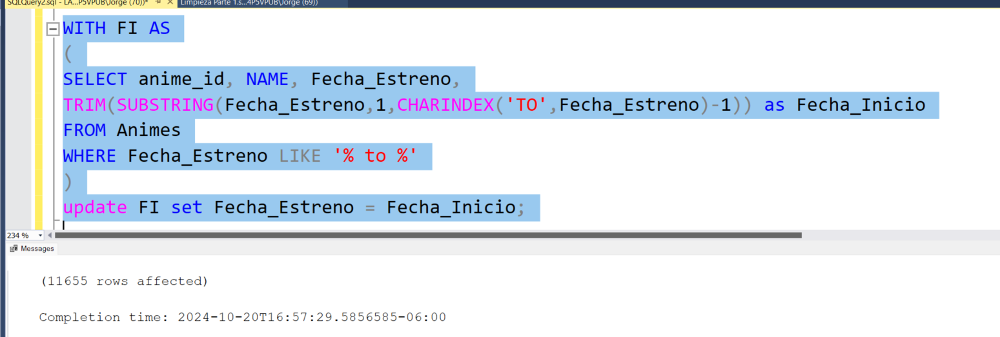 SQLQuery2.sql - LA...P5VPUB\Jorge (70))* Limpieza Parte 1.s...4P5VPUB\Jorge (69))
WITH FI AS
(
SELECT anime_id, NAME, Fecha_Estreno,
TRIM(SUBSTRING(Fecha_Estreno,1,CHARINDEX('TO',Fecha_Estreno)-1)) as Fecha_Inicio
FROM Animes
WHERE Fecha_Estreno LIKE '% to %'
)
update FI set Fecha_Estreno = Fecha_Inicio;
234 %
Messages
(11655 rows affected)
Completion time: 2024-10-20T16:57:29.5856585-06:00